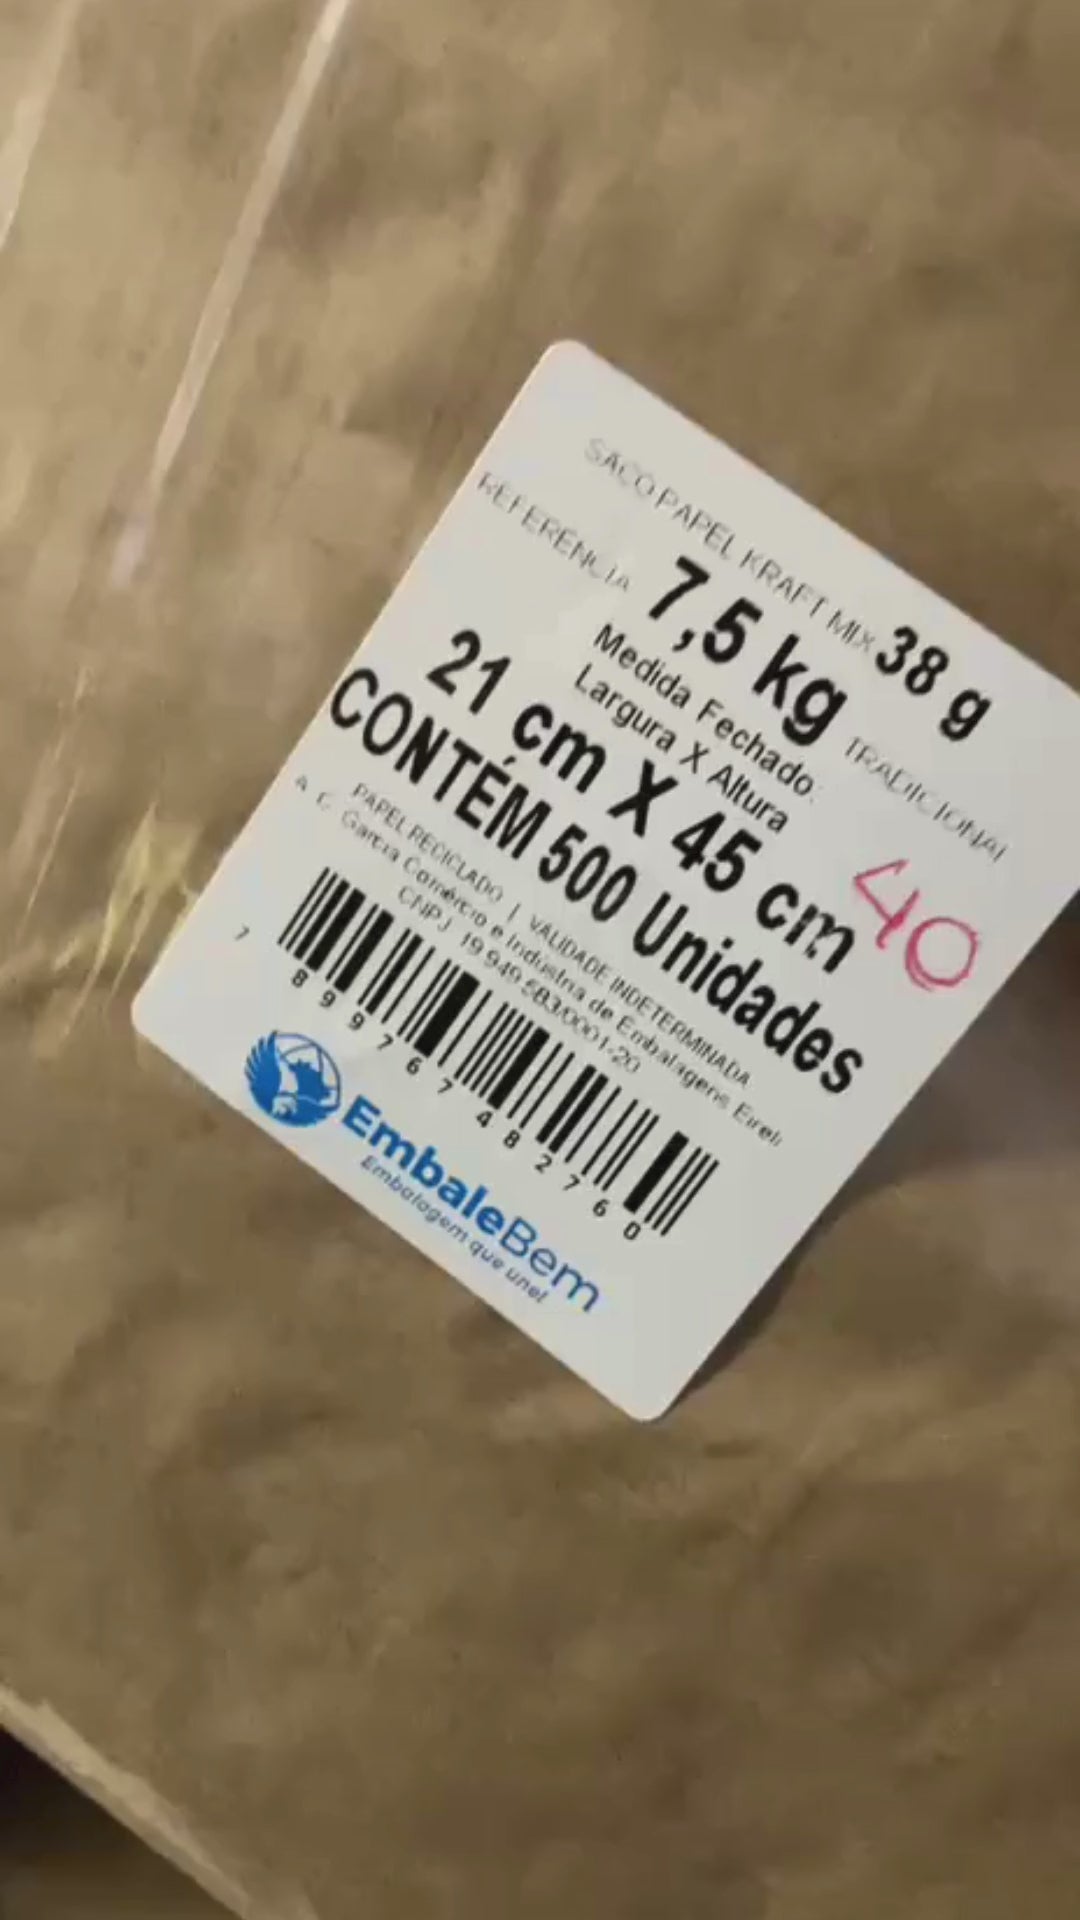 SACO PAPEL KRAFT MIX 38 g
REFERÊNCIA 7,5 kg TRADICIONAL
Medida Fechado:
Largura X Altura
21 cm X 45 cm
40
CONTÉM 500 Unidades
PAPEL RECICLADO | VALIDADE INDETERMINADA
A. C. Garcia Comércio e Indústria de Embalagens Eireli
CNPJ 19.949.583/0001-20
7 899767 482760
EmbaleBem
Embalagem que une!